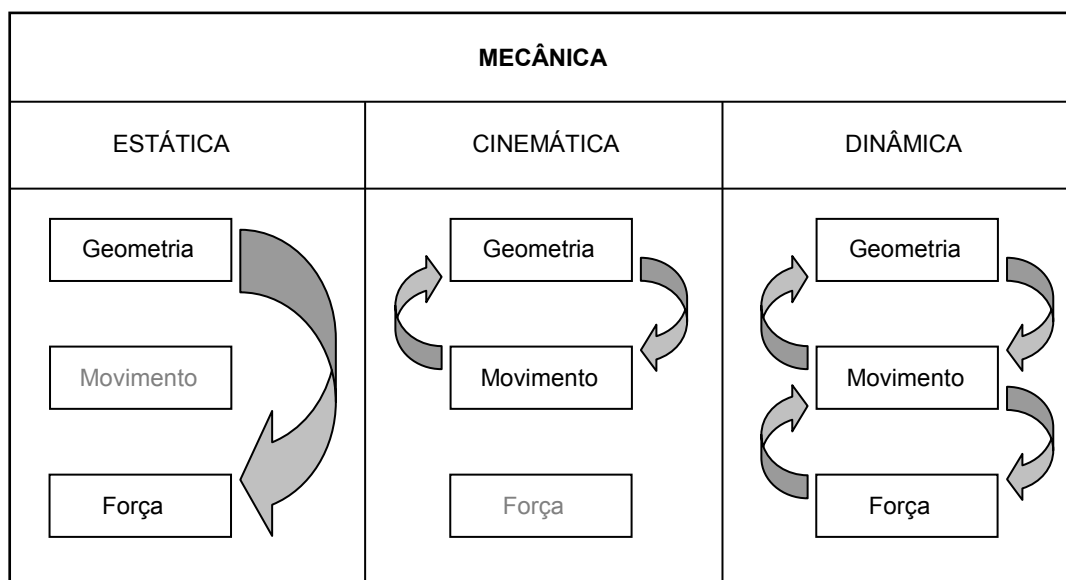 MECÂNICA
ESTÁTICA
CINEMÁTICA
DINÂMICA
Geometria
Movimento
Força
Geometria
Movimento
Força
Geometria
Movimento
Força